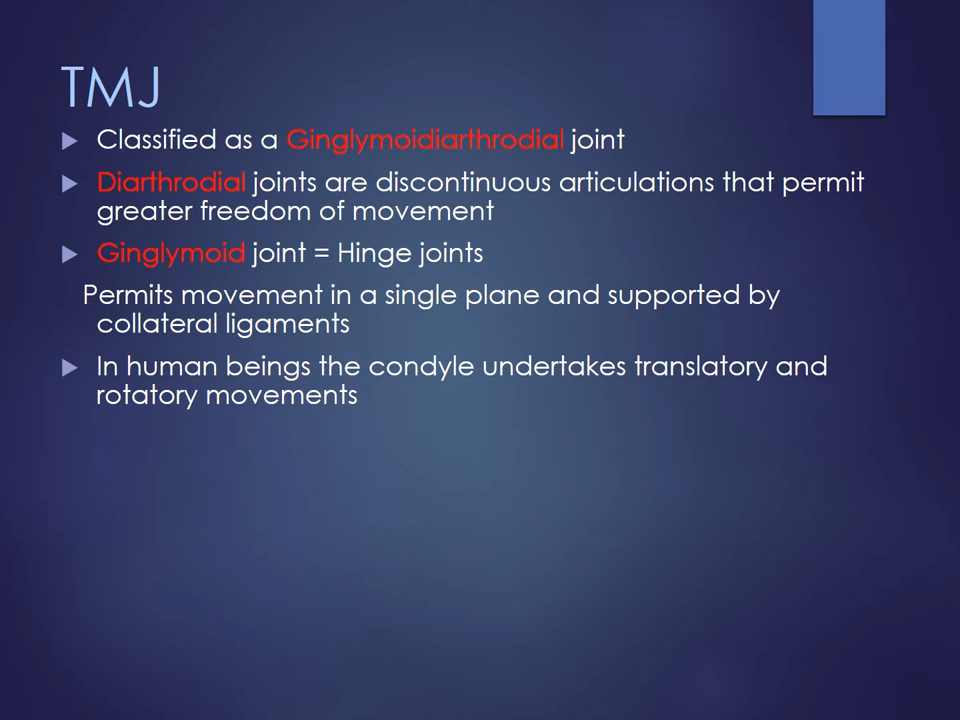 TMJ
Classified as a Ginglymoidiarthrodial joint
Diarthrodial joints are discontinuous articulations that permit
greater freedom of movement
Ginglymoid joint = Hinge joints
Permits movement in a single plane and supported by
collateral ligaments
In human beings the condyle undertakes translatory and
rotatory movements